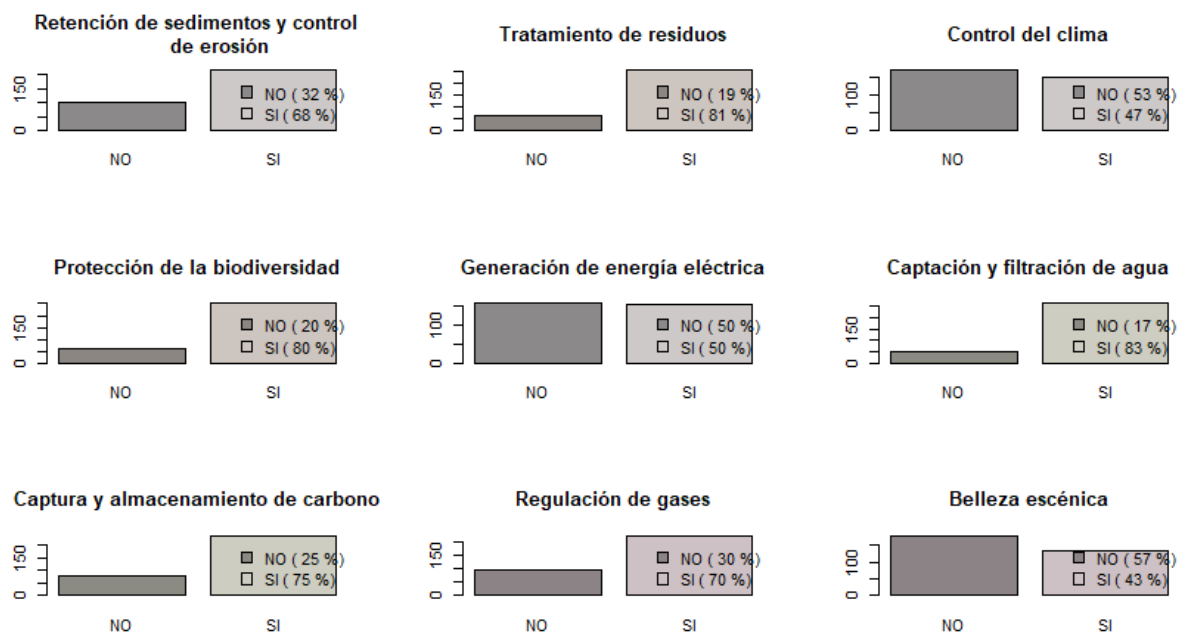 Retención de sedimentos y control
de erosión
150
0
NO ( 32 %)
SI ( 68 %)
NO
SI
Tratamiento de residuos
150
0
NO ( 19 %)
SI ( 81 %)
NO
SI
Control del clima
100
0
NO ( 53 %)
SI ( 47 %)
NO
SI
Protección de la biodiversidad
150
0
NO ( 20 %)
SI ( 80 %)
NO
SI
Generación de energía eléctrica
100
0
NO ( 50 %)
SI ( 50 %)
NO
SI
Captación y filtración de agua
150
0
NO ( 17 %)
SI ( 83 %)
NO
SI
Captura y almacenamiento de carbono
150
0
NO ( 25 %)
SI ( 75 %)
NO
SI
Regulación de gases
150
0
NO ( 30 %)
SI ( 70 %)
NO
SI
Belleza escénica
100
0
NO ( 57 %)
SI ( 43 %)
NO
SI